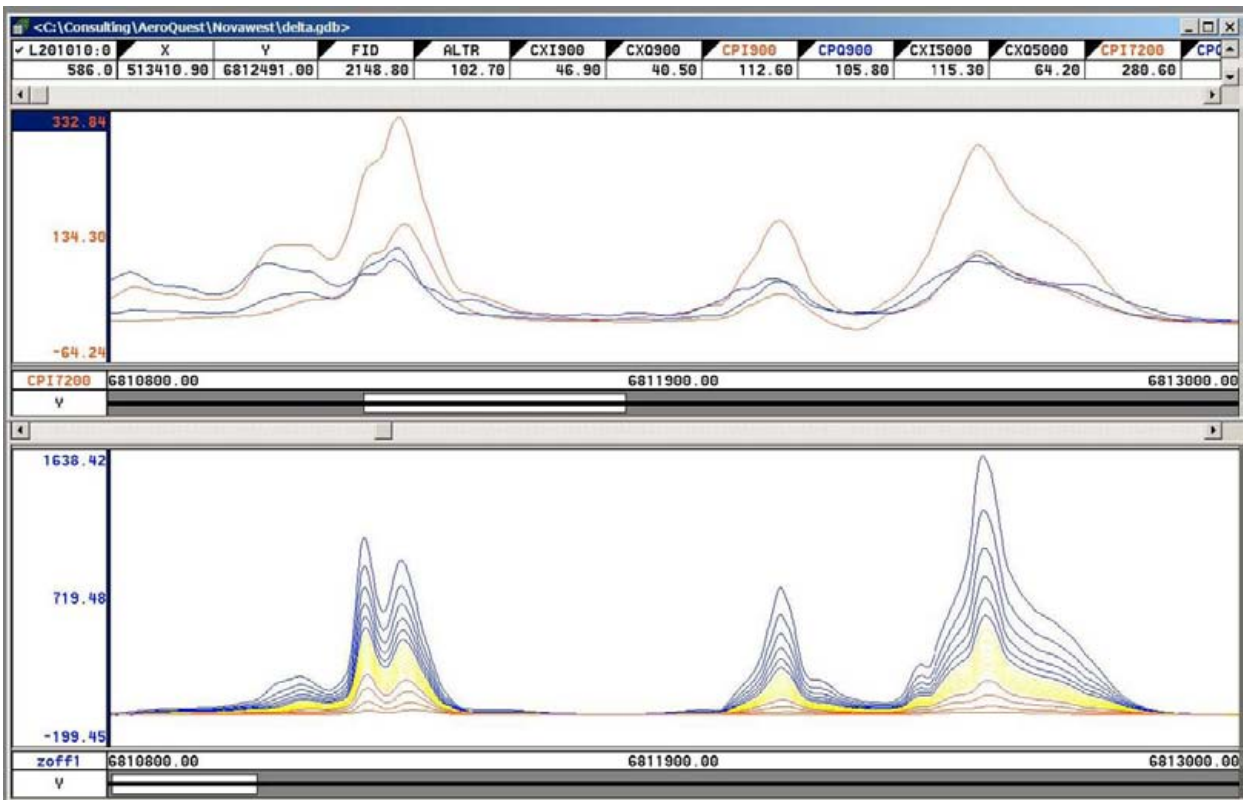 <C:\Consulting\AeroQuest\Novawest\delta.gdb>
✓ L201010:0 X Y FID ALTR CXI900 CXQ900 CPI900 CPQ900 CXI5000 CXQ5000 CPI7200 CPQ
586.0 513410.90 6812491.00 2148.80 102.70 46.90 40.50 112.60 105.80 115.30 64.20 280.60
332.84
134.30
-64.24
CPI7200 6810800.00 6811900.00 6813000.00
Y
1638.42
719.48
-199.45
zoff1 6810800.00 6811900.00 6813000.00
Y